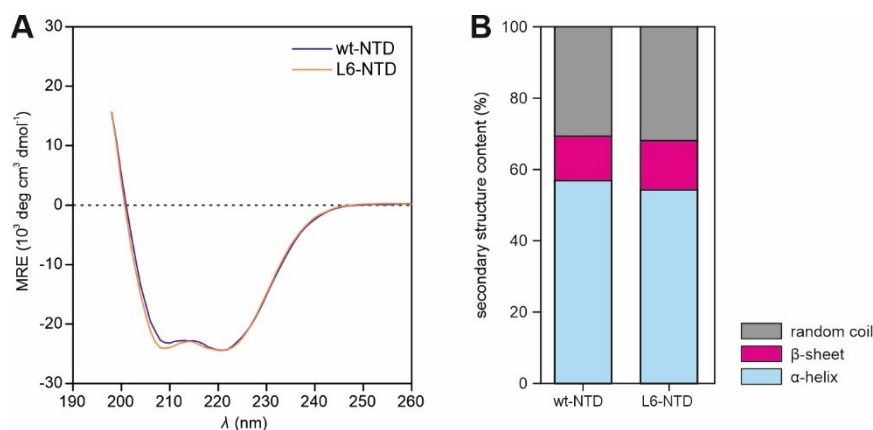 A
30
20
10
0
-10
-20
-30
190
200
210
220
230
240
250
260
MRE (10³ deg cm³ dmol⁻¹)
λ (nm)
wt-NTD
L6-NTD
B
100
80
60
40
20
0
secondary structure content (%)
wt-NTD
L6-NTD
random coil
β-sheet
α-helix